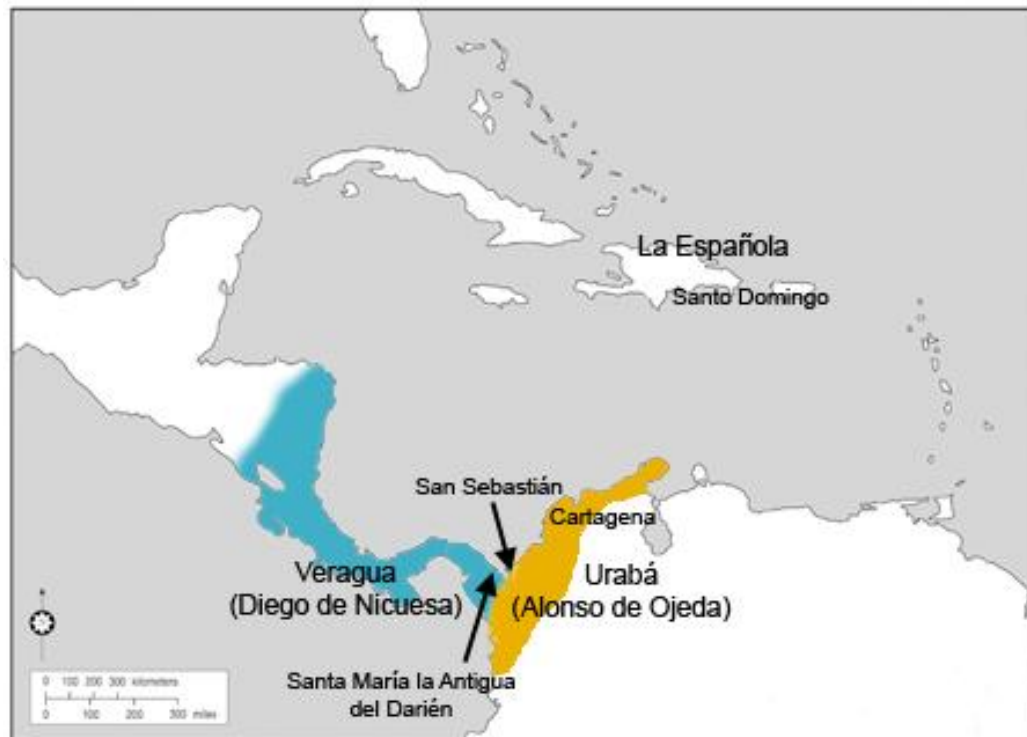 La Española
Santo Domingo
San Sebastián
Cartagena
Veragua
(Diego de Nicuesa)
Urabá
(Alonso de Ojeda)
Santa María la Antigua
del Darién
0 100 200 300 kilometers
0 100 200 300 miles